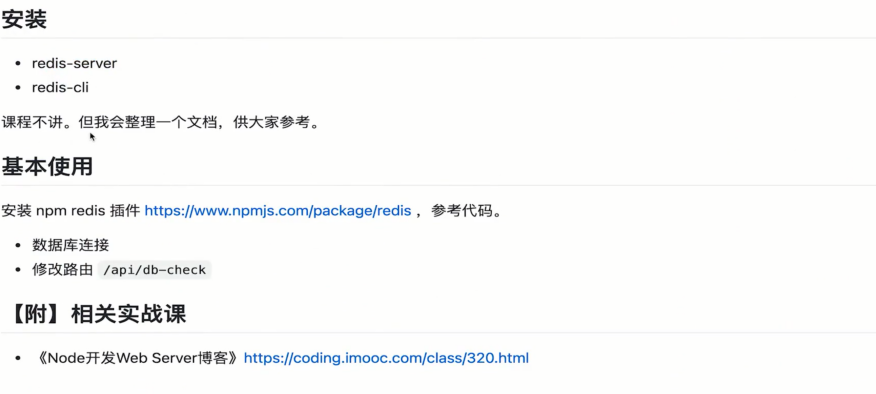 安装
redis-server
redis-cli
课程不讲。但我会整理一个文档，供大家参考。
基本使用
安装 npm redis 插件 https://www.npmjs.com/package/redis ，参考代码。
数据库连接
修改路由 /api/db-check
【附】相关实战课
《Node开发Web Server博客》https://coding.imooc.com/class/320.html